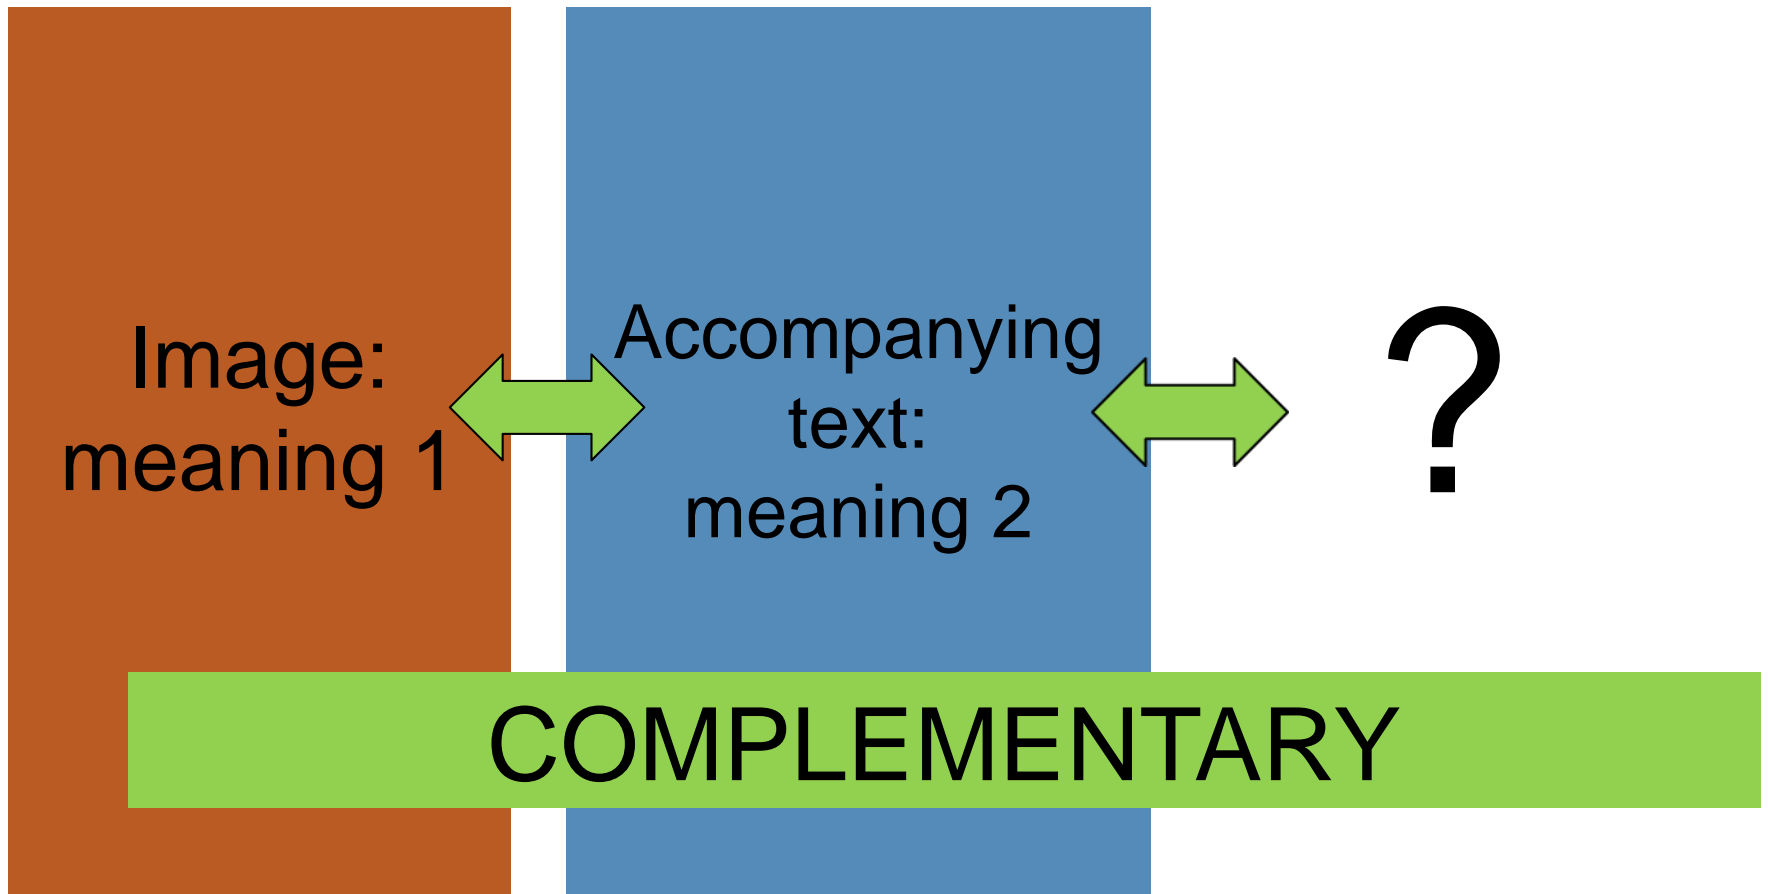 Image:
meaning 1
Accompanying
text:
meaning 2
?
COMPLEMENTARY